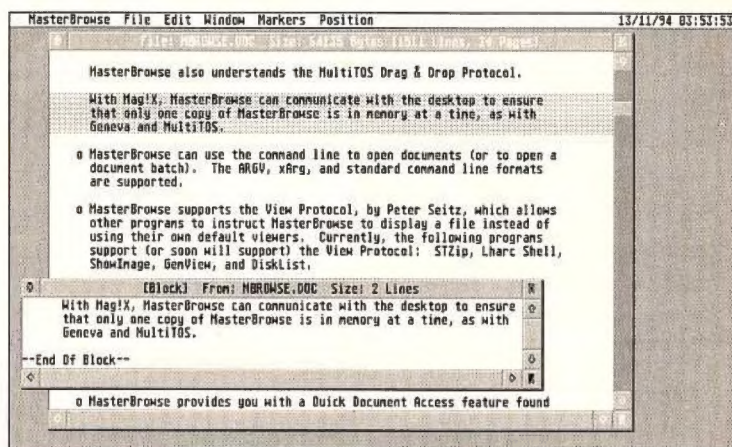 MasterBrowse File Edit Window Markers Position 13/11/94 03:53:53
File: MBROWSE.DOC Size: 64135 Bytes (1511 Lines, 24 Pages)
MasterBrowse also understands the MultiTOS Drag & Drop Protocol.
With Mag!X, MasterBrowse can communicate with the desktop to ensure
that only one copy of MasterBrowse is in memory at a time, as with
Geneva and MultiTOS.
o MasterBrowse can use the command line to open documents (or to open a
document batch). The ARGV, xArg, and standard command line formats
are supported.
o MasterBrowse supports the View Protocol, by Peter Seitz, which allows
other programs to instruct MasterBrowse to display a file instead of
using their own default viewers. Currently, the following programs
support (or soon will support) the View Protocol: STZip, Lharc Shell,
ShowImage, GemView, and DiskList.
[Block] From: MBROWSE.DOC Size: 2 Lines
With Mag!X, MasterBrowse can communicate with the desktop to ensure
that only one copy of MasterBrowse is in memory at a time, as with
Geneva and MultiTOS.
--End Of Block--
o MasterBrowse provides you with a Quick Document Access feature found